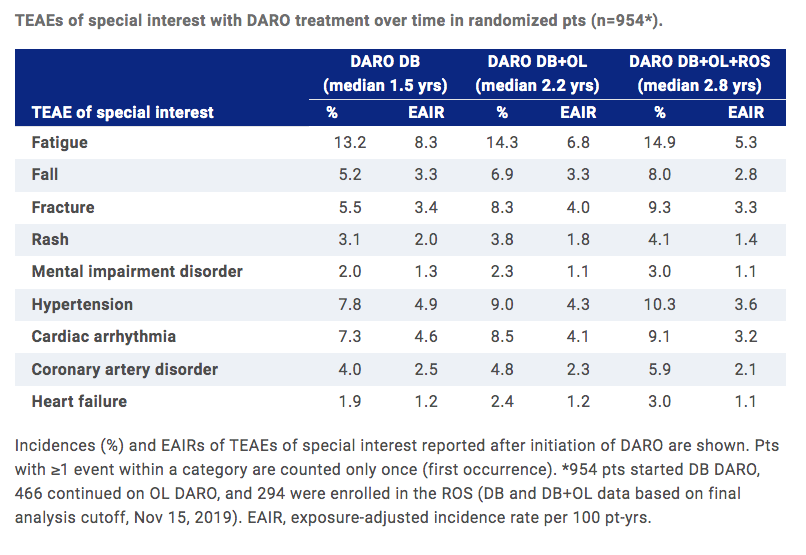 TEAEs of special interest with DARO treatment over time in randomized pts (n=954*).
DARO DB DARO DB+OL DARO DB+OL+ROS
(median 1.5 yrs) (median 2.2 yrs) (median 2.8 yrs)
TEAE of special interest % EAIR % EAIR % EAIR
Fatigue 13.2 8.3 14.3 6.8 14.9 5.3
Fall 5.2 3.3 6.9 3.3 8.0 2.8
Fracture 5.5 3.4 8.3 4.0 9.3 3.3
Rash 3.1 2.0 3.8 1.8 4.1 1.4
Mental impairment disorder 2.0 1.3 2.3 1.1 3.0 1.1
Hypertension 7.8 4.9 9.0 4.3 10.3 3.6
Cardiac arrhythmia 7.3 4.6 8.5 4.1 9.1 3.2
Coronary artery disorder 4.0 2.5 4.8 2.3 5.9 2.1
Heart failure 1.9 1.2 2.4 1.2 3.0 1.1
Incidences (%) and EAIRs of TEAEs of special interest reported after initiation of DARO are shown. Pts
with ≥1 event within a category are counted only once (first occurrence). *954 pts started DB DARO,
466 continued on OL DARO, and 294 were enrolled in the ROS (DB and DB+OL data based on final
analysis cutoff, Nov 15, 2019). EAIR, exposure-adjusted incidence rate per 100 pt-yrs.